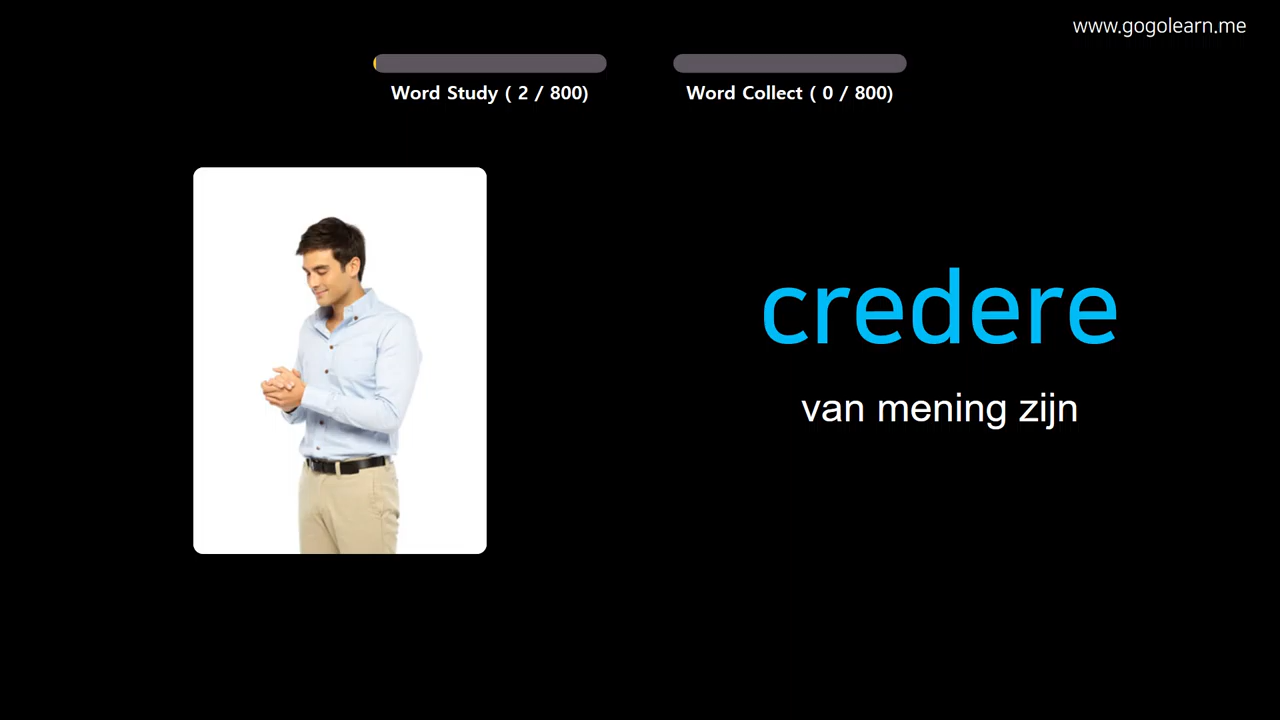 www.gogolearn.me
Word Study ( 2 / 800)
Word Collect ( 0 / 800)
credere
van mening zijn